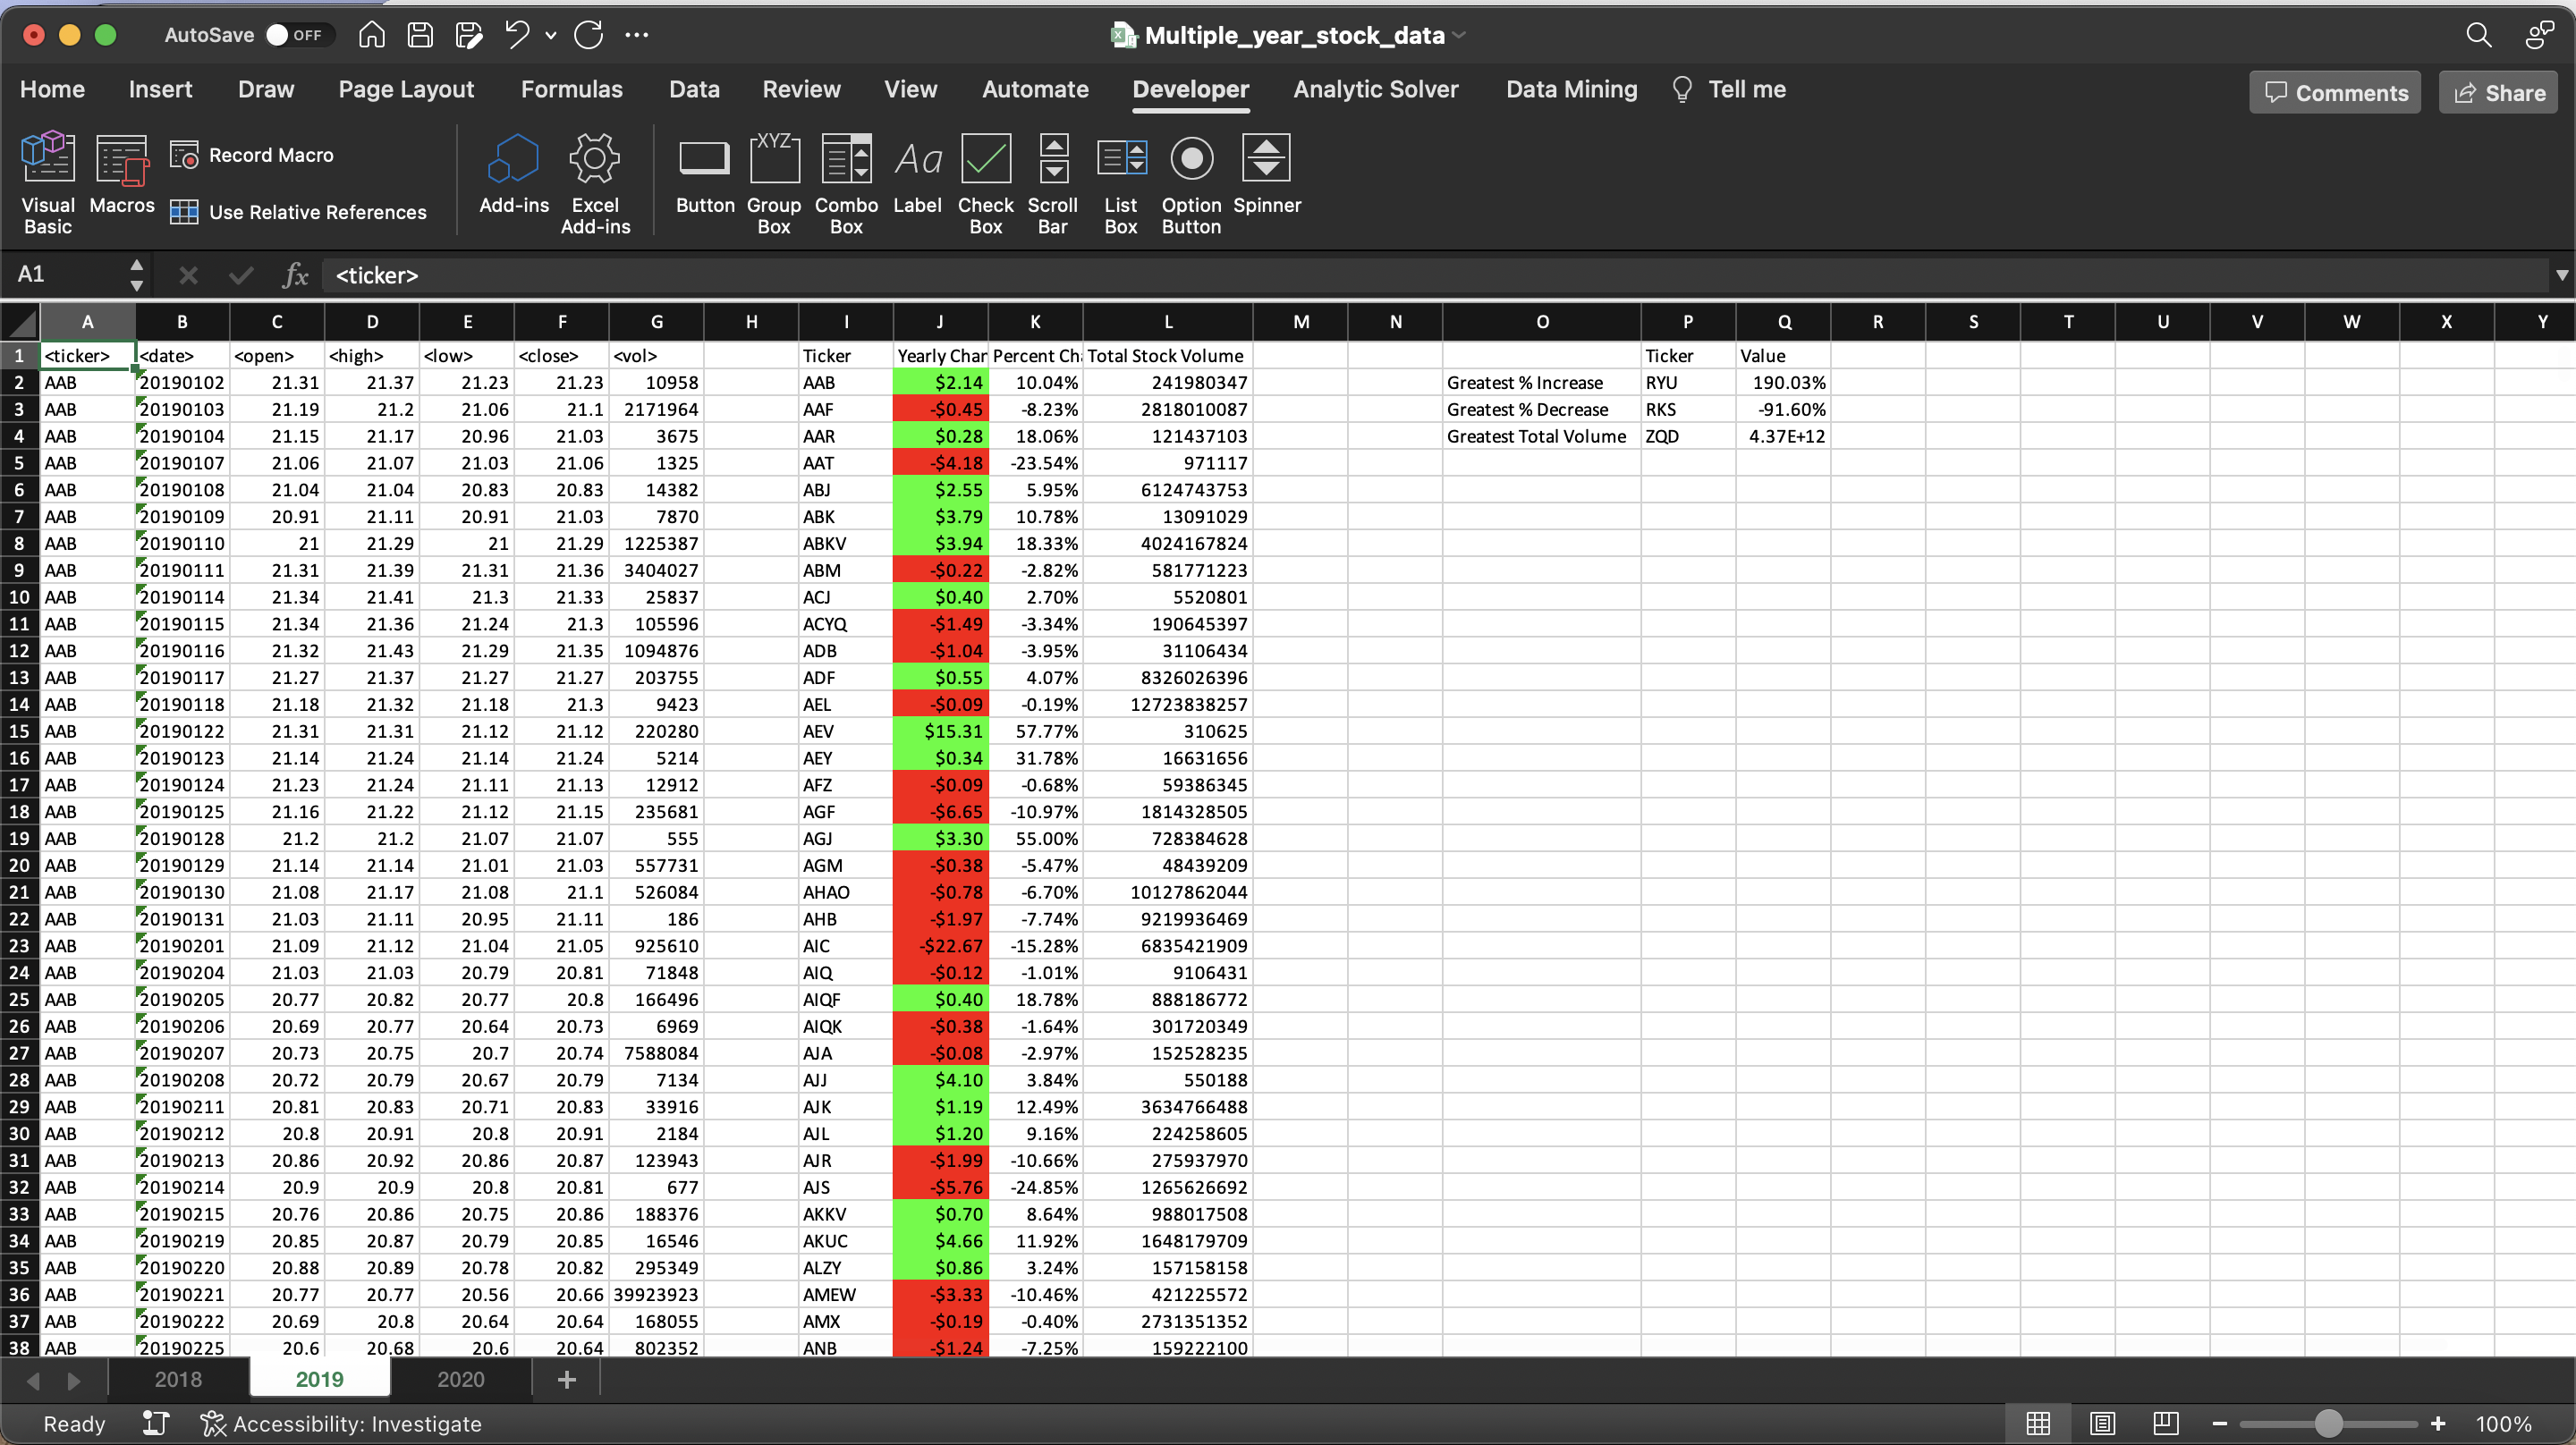 AutoSave OFF Multiple_year_stock_data
Home Insert Draw Page Layout Formulas Data Review View Automate Developer Analytic Solver Data Mining Tell me Comments Share
Visual Basic
Macros
Record Macro
Use Relative References
Add-ins
Excel Add-ins
Button
Group Box
Combo Box
Label
Check Box
Scroll Bar
List Box
Option Button
Spinner
XYZ
Aa
A1 fx <ticker>
A B C D E F G H I J K L M N O P Q R S T U V W X Y
1 <ticker> <date> <open> <high> <low> <close> <vol> Ticker Yearly Char Percent Ch Total Stock Volume Ticker Value
2 AAB 20190102 21.31 21.37 21.23 21.23 10958 AAB $2.14 10.04% 241980347 Greatest % Increase RYU 190.03%
3 AAB 20190103 21.19 21.2 21.06 21.1 2171964 AAF -$0.45 -8.23% 2818010087 Greatest % Decrease RKS -91.60%
4 AAB 20190104 21.15 21.17 20.96 21.03 3675 AAR $0.28 18.06% 121437103 Greatest Total Volume ZQD 4.37E+12
5 AAB 20190107 21.06 21.07 21.03 21.06 1325 AAT -$4.18 -23.54% 971117
6 AAB 20190108 21.04 21.04 20.83 20.83 14382 ABJ $2.55 5.95% 6124743753
7 AAB 20190109 20.91 21.11 20.91 21.03 7870 ABK $3.79 10.78% 13091029
8 AAB 20190110 21 21.29 21 21.29 1225387 ABKV $3.94 18.33% 4024167824
9 AAB 20190111 21.31 21.39 21.31 21.36 3404027 ABM -$0.22 -2.82% 581771223
10 AAB 20190114 21.34 21.41 21.3 21.33 25837 ACJ $0.40 2.70% 5520801
11 AAB 20190115 21.34 21.36 21.24 21.3 105596 ACYQ -$1.49 -3.34% 190645397
12 AAB 20190116 21.32 21.43 21.29 21.35 1094876 ADB -$1.04 -3.95% 31106434
13 AAB 20190117 21.27 21.37 21.27 21.27 203755 ADF $0.55 4.07% 8326026396
14 AAB 20190118 21.18 21.32 21.18 21.3 9423 AEL -$0.09 -0.19% 12723838257
15 AAB 20190122 21.31 21.31 21.12 21.12 220280 AEV $15.31 57.77% 310625
16 AAB 20190123 21.14 21.24 21.14 21.24 5214 AEY $0.34 31.78% 16631656
17 AAB 20190124 21.23 21.24 21.11 21.13 12912 AFZ -$0.09 -0.68% 59386345
18 AAB 20190125 21.16 21.22 21.12 21.15 235681 AGF -$6.65 -10.97% 1814328505
19 AAB 20190128 21.2 21.2 21.07 21.07 555 AGJ $3.30 55.00% 728384628
20 AAB 20190129 21.14 21.14 21.01 21.03 557731 AGM -$0.38 -5.47% 48439209
21 AAB 20190130 21.08 21.17 21.08 21.1 526084 AHAO -$0.78 -6.70% 10127862044
22 AAB 20190131 21.03 21.11 20.95 21.11 186 AHB -$1.97 -7.74% 9219936469
23 AAB 20190201 21.09 21.12 21.04 21.05 925610 AIC -$22.67 -15.28% 6835421909
24 AAB 20190204 21.03 21.03 20.79 20.81 71848 AIQ -$0.12 -1.01% 9106431
25 AAB 20190205 20.77 20.82 20.77 20.8 166496 AIQF $0.40 18.78% 888186772
26 AAB 20190206 20.69 20.77 20.64 20.73 6969 AIQK -$0.38 -1.64% 301720349
27 AAB 20190207 20.73 20.75 20.7 20.74 7588084 AJA -$0.08 -2.97% 152528235
28 AAB 20190208 20.72 20.79 20.67 20.79 7134 AJJ $4.10 3.84% 550188
29 AAB 20190211 20.81 20.83 20.71 20.83 33916 AJK $1.19 12.49% 3634766488
30 AAB 20190212 20.8 20.91 20.8 20.91 2184 AJL $1.20 9.16% 224258605
31 AAB 20190213 20.86 20.92 20.86 20.87 123943 AJR -$1.99 -10.66% 275937970
32 AAB 20190214 20.9 20.9 20.8 20.81 677 AJS -$5.76 -24.85% 1265626692
33 AAB 20190215 20.76 20.86 20.75 20.86 188376 AKKV $0.70 8.64% 988017508
34 AAB 20190219 20.85 20.87 20.79 20.85 16546 AKUC $4.66 11.92% 1648179709
35 AAB 20190220 20.88 20.89 20.78 20.82 295349 ALZY $0.86 3.24% 157158158
36 AAB 20190221 20.77 20.77 20.56 20.66 39923923 AMEW -$3.33 -10.46% 421225572
37 AAB 20190222 20.69 20.8 20.64 20.64 168055 AMX -$0.19 -0.40% 2731351352
38 AAB 20190225 20.6 20.68 20.6 20.64 802352 ANB -$1.24 -7.25% 159222100
2018 2019 2020 +
Ready Accessibility: Investigate 100%